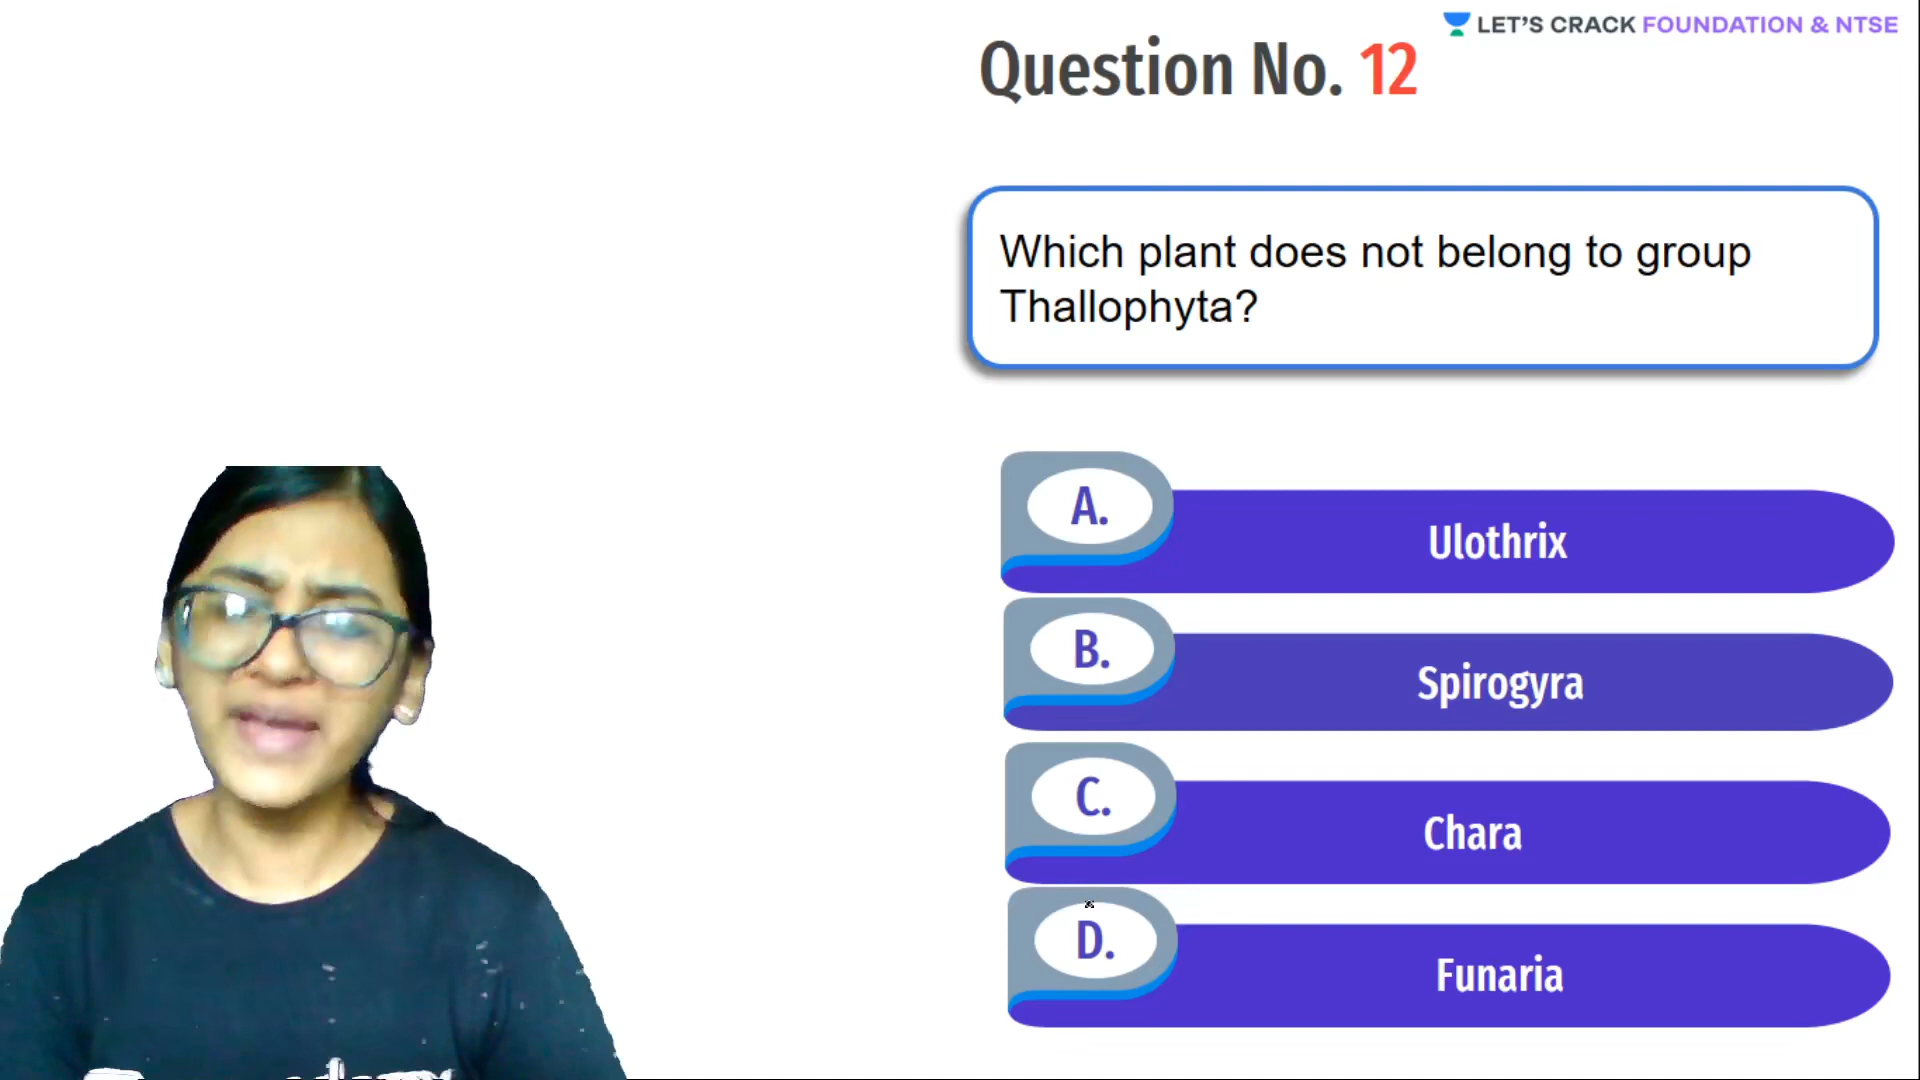 LET'S CRACK FOUNDATION & NTSE
Question No. 12
Which plant does not belong to group
Thallophyta?
A.
Ulothrix
B.
Spirogyra
C.
Chara
D.
Funaria